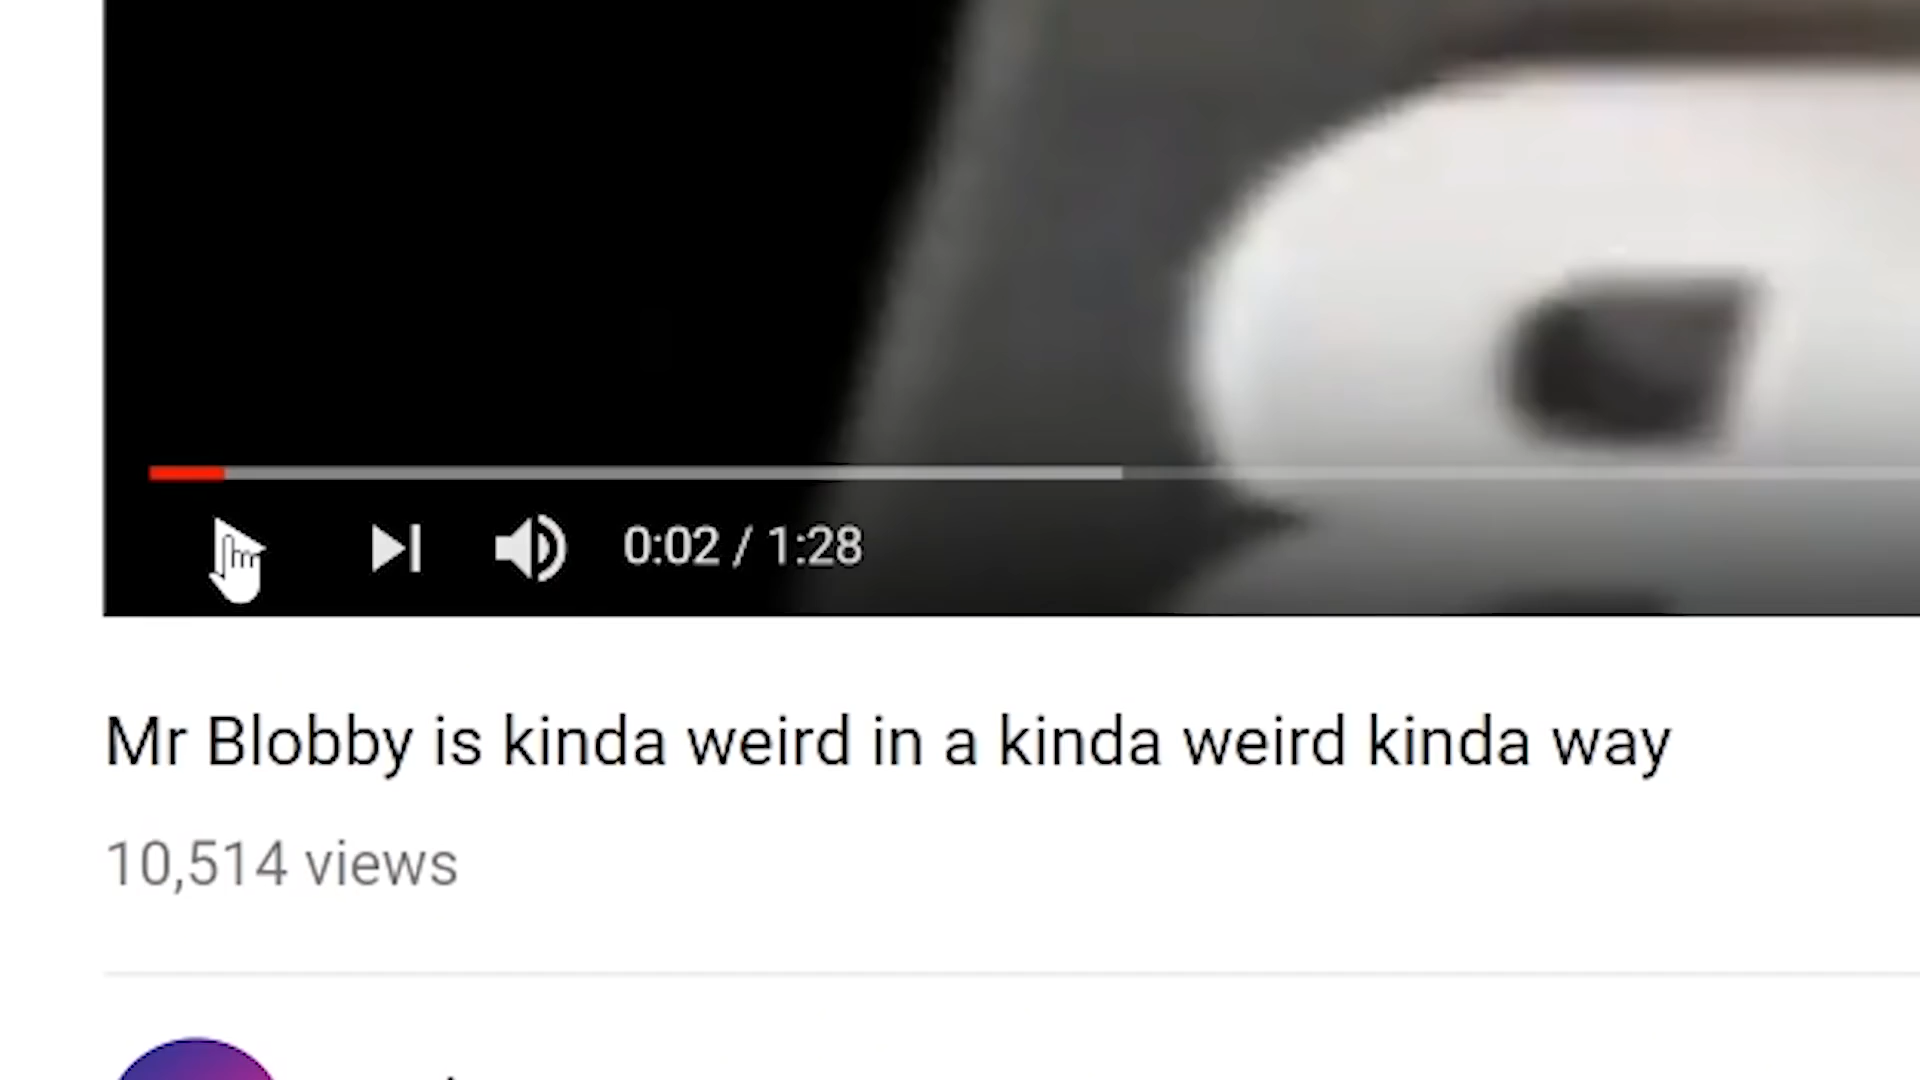 0:02 / 1:28
Mr Blobby is kinda weird in a kinda weird kinda way
10,514 views